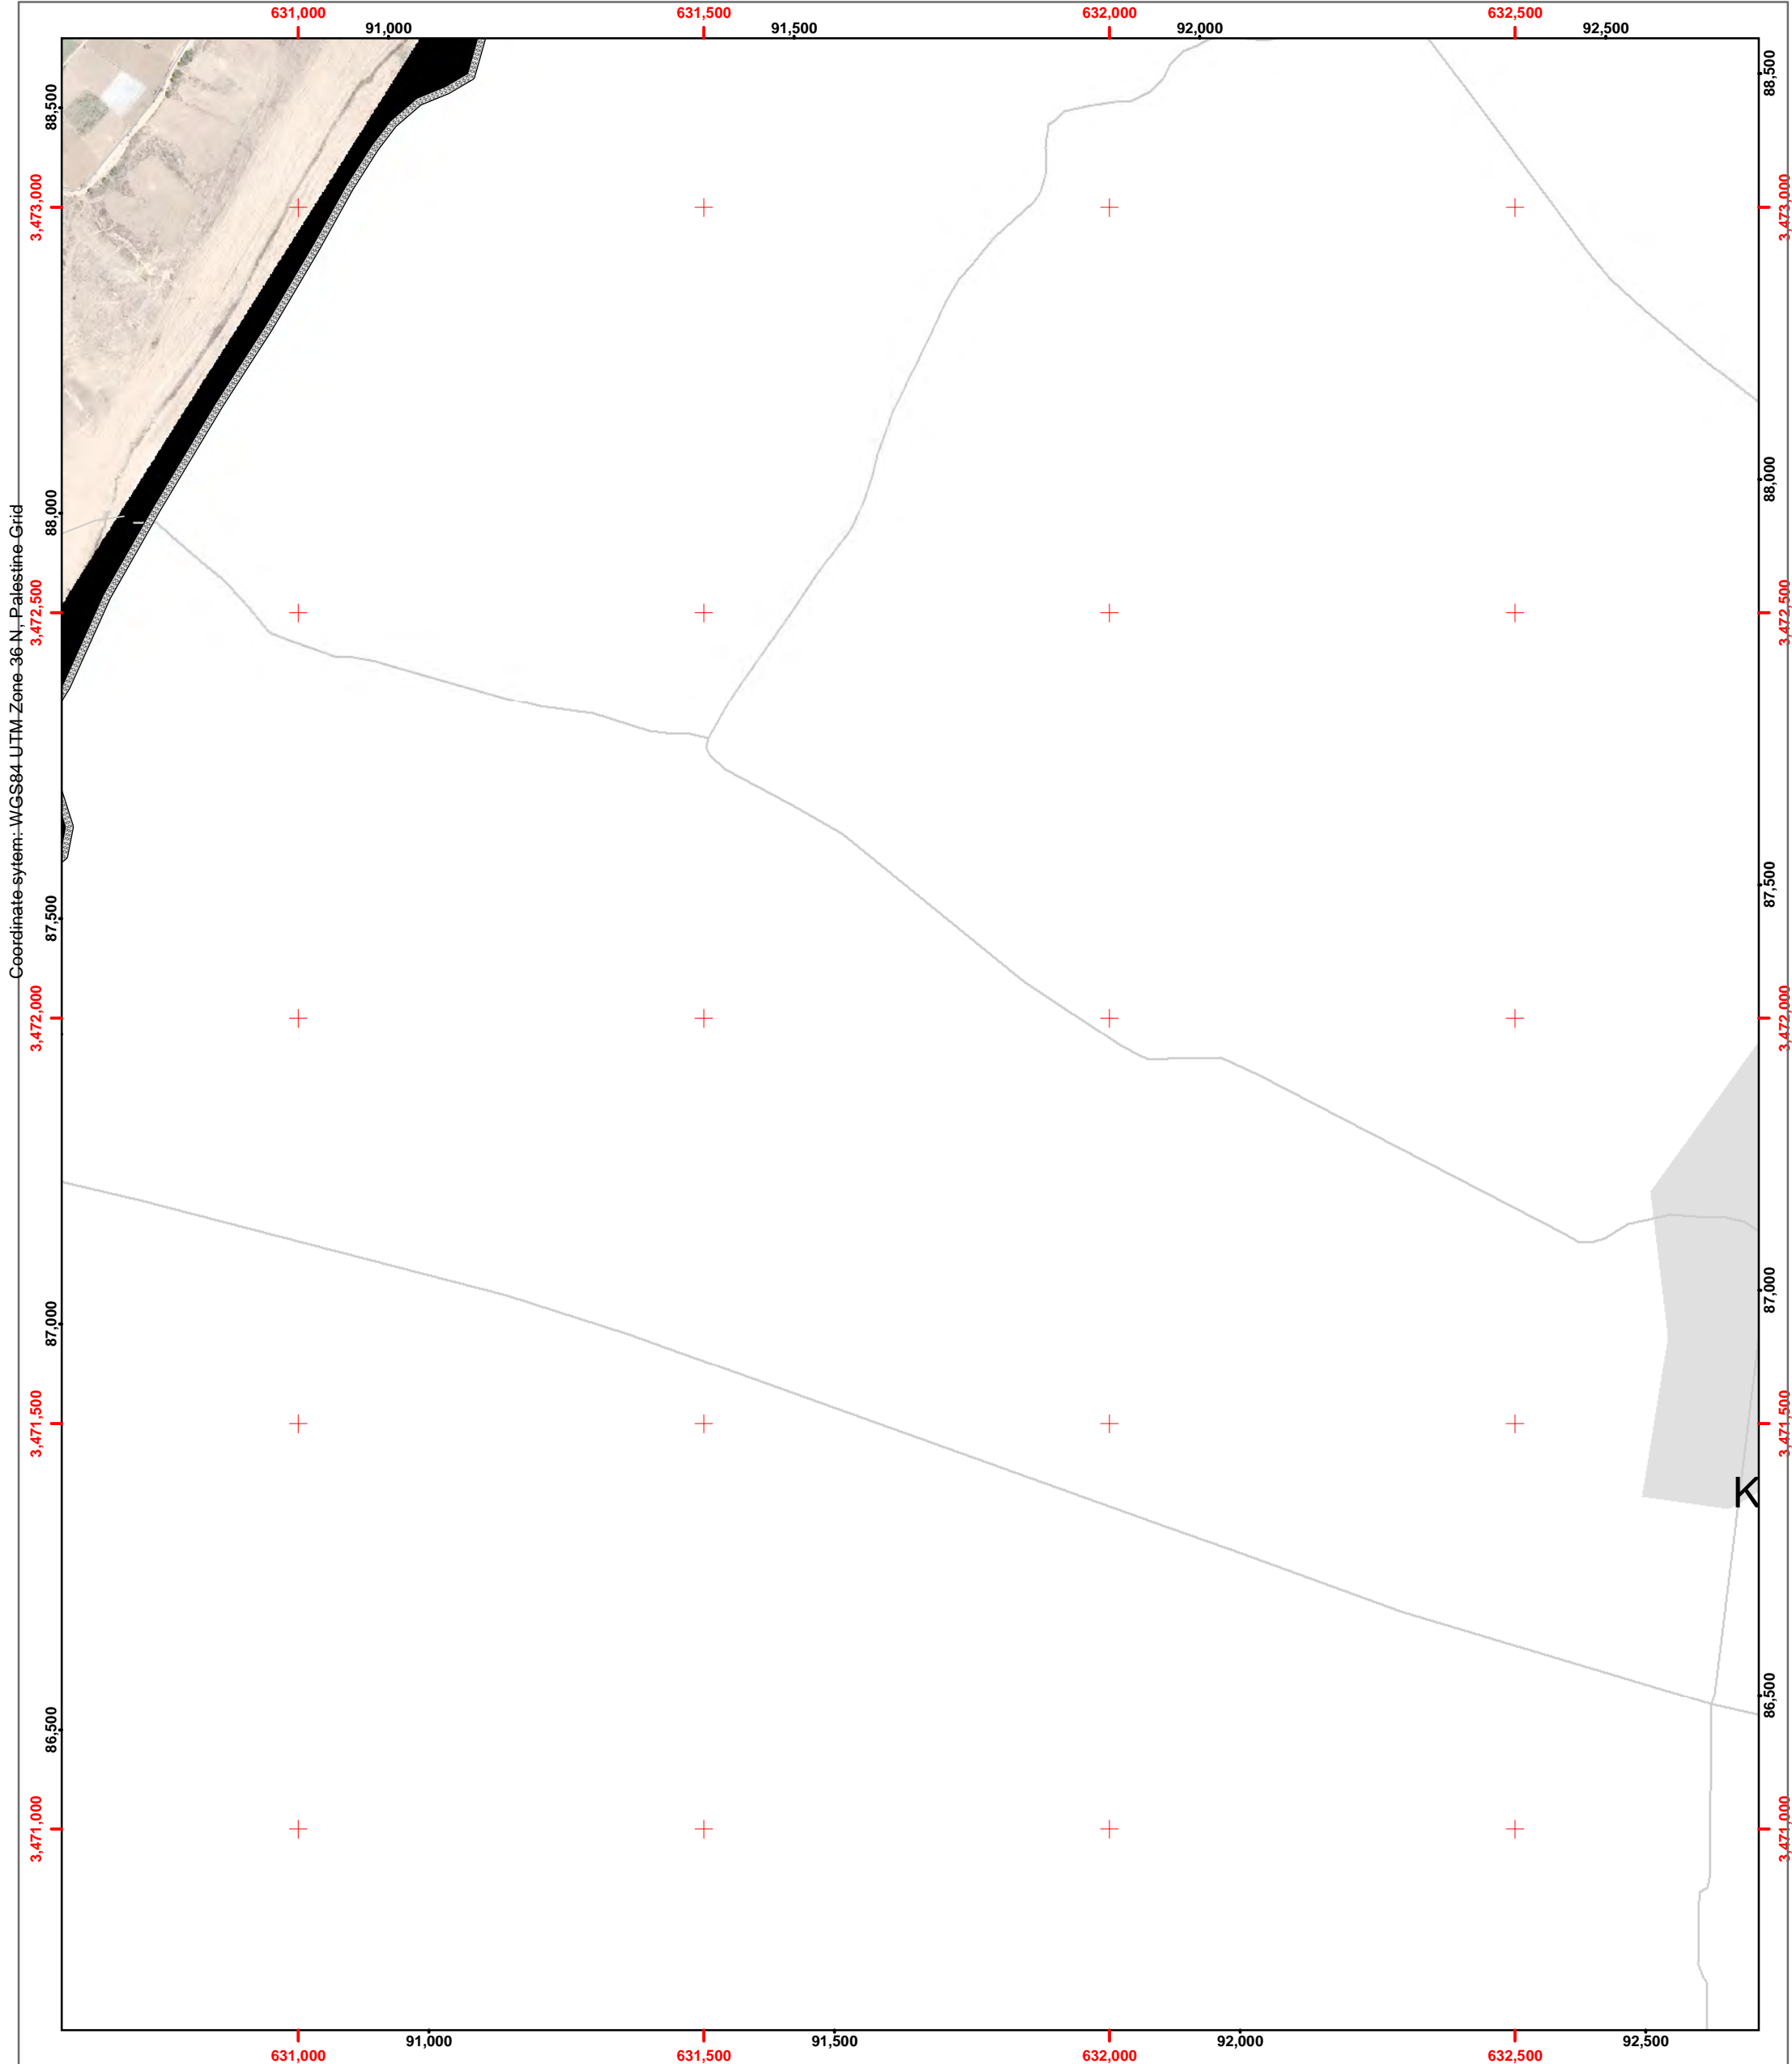 631,000 631,500 632,000 632,500
91,000 91,500 92,000 92,500
88,500 88,500
3,473,000 3,473,000
88,000 88,000
3,472,500 3,472,500
Coordinate sytem: WGS84 UTM Zone 36 N, Palestine Grid
87,500 87,500
3,472,000 3,472,000
87,000 87,000
3,471,500 3,471,500
K
86,500 86,500
3,471,000 3,471,000
91,000 91,500 92,000 92,500
631,000 631,500 632,000 632,500